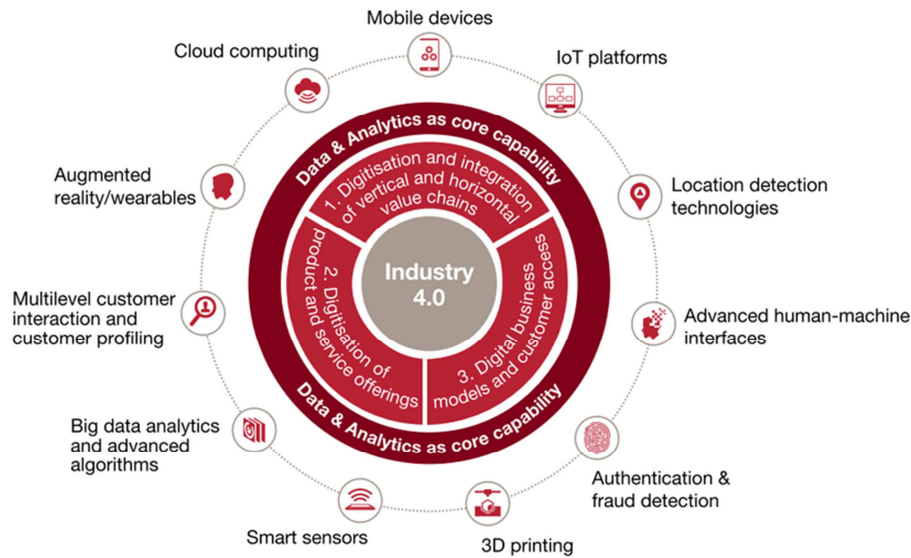 Mobile devices
IoT platforms
Location detection
technologies
Advanced human-machine
interfaces
Authentication &
fraud detection
3D printing
Smart sensors
Big data analytics
and advanced
algorithms
Multilevel customer
interaction and
customer profiling
Augmented
reality/wearables
Cloud computing
Data & Analytics as core capability
1. Digitisation and integration
of vertical and horizontal
value chains
2. Digitisation of
product and service offerings
3. Digital business
models and customer access
Industry
4.0
Data & Analytics as core capability